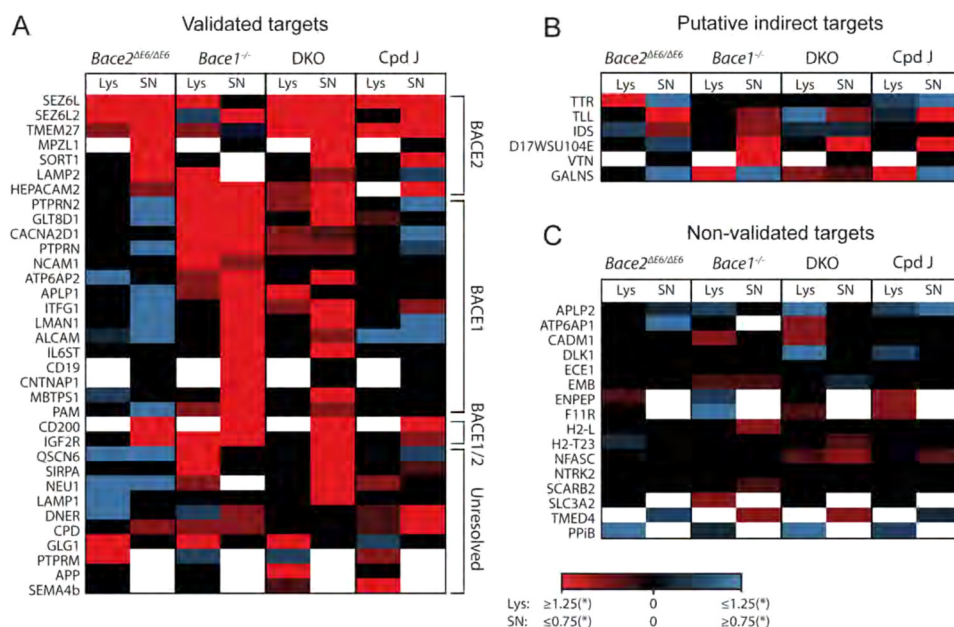 A
Validated targets
Bace2ΔE6/ΔE6 Bace1-/- DKO Cpd J
Lys SN Lys SN Lys SN Lys SN
SEZ6L
SEZ6L2
TMEM27
MPZL1
SORT1
LAMP2
HEPACAM2
PTPRN2
GLT8D1
CACNA2D1
PTPRN
NCAM1
ATP6AP2
APLP1
ITFG1
LMAN1
ALCAM
IL6ST
CD19
CNTNAP1
MBTPS1
PAM
CD200
IGF2R
QSCN6
SIRPA
NEU1
LAMP1
DNER
CPD
GLG1
PTPRM
APP
SEMA4b
BACE2
BACE1
BACE1/2
Unresolved
B
Putative indirect targets
Bace2ΔE6/ΔE6 Bace1-/- DKO Cpd J
Lys SN Lys SN Lys SN Lys SN
TTR
TLL
IDS
D17WSU104E
VTN
GALNS
C
Non-validated targets
Bace2ΔE6/ΔE6 Bace1-/- DKO Cpd J
Lys SN Lys SN Lys SN Lys SN
APLP2
ATP6AP1
CADM1
DLK1
ECE1
EMB
ENPEP
F11R
H2-L
H2-T23
NFASC
NTRK2
SCARB2
SLC3A2
TMED4
PPiB
Lys: ≥1.25(*) 0 ≤1.25(*)
SN: ≤0.75(*) 0 ≥0.75(*)